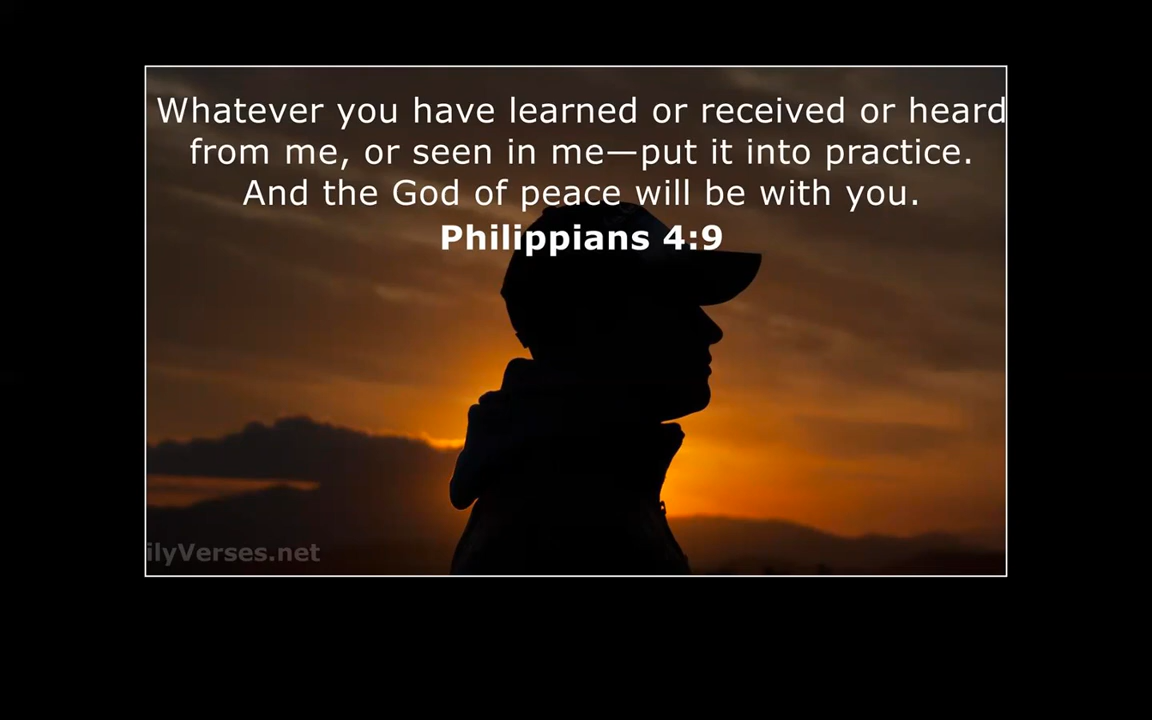 Whatever you have learned or received or heard
from me, or seen in me—put it into practice.
And the God of peace will be with you.
Philippians 4:9
ilyVerses.net